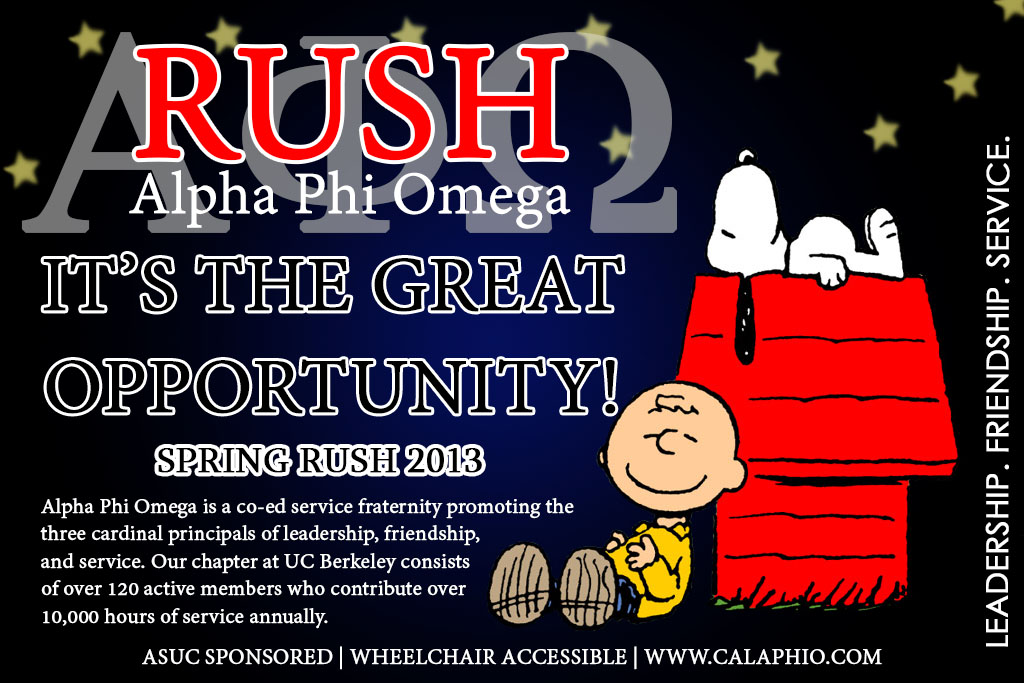 ΑΦΩ
RUSH
Alpha Phi Omega
IT'S THE GREAT
OPPORTUNITY!
SPRING RUSH 2013
Alpha Phi Omega is a co-ed service fraternity promoting the
three cardinal principals of leadership, friendship,
and service. Our chapter at UC Berkeley consists
of over 120 active members who contribute over
10,000 hours of service annually.
ASUC SPONSORED | WHEELCHAIR ACCESSIBLE | WWW.CALAPHIO.COM
LEADERSHIP. FRIENDSHIP. SERVICE.